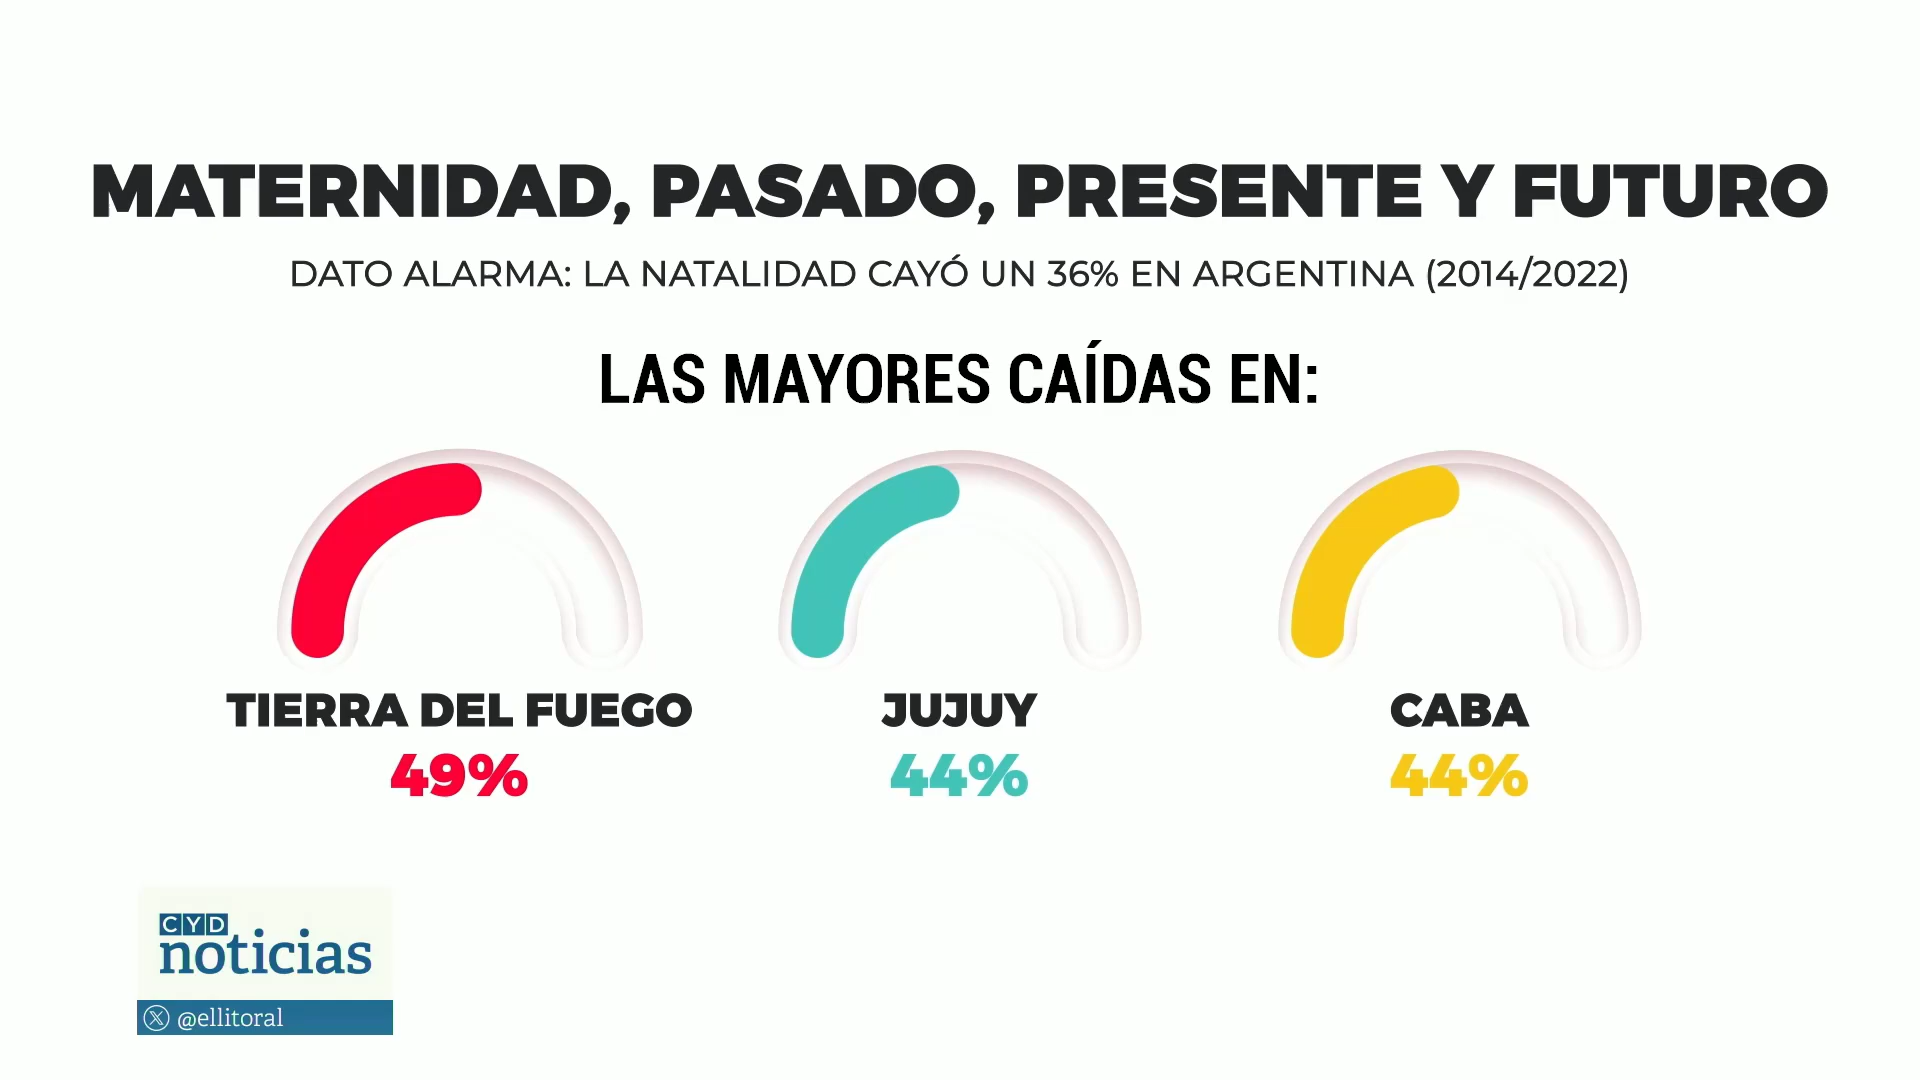 MATERNIDAD, PASADO, PRESENTE Y FUTURO
DATO ALARMA: LA NATALIDAD CAYÓ UN 36% EN ARGENTINA (2014/2022)
LAS MAYORES CAÍDAS EN:
TIERRA DEL FUEGO
49%
JUJUY
44%
CABA
44%
CYD
noticias
@ellitoral